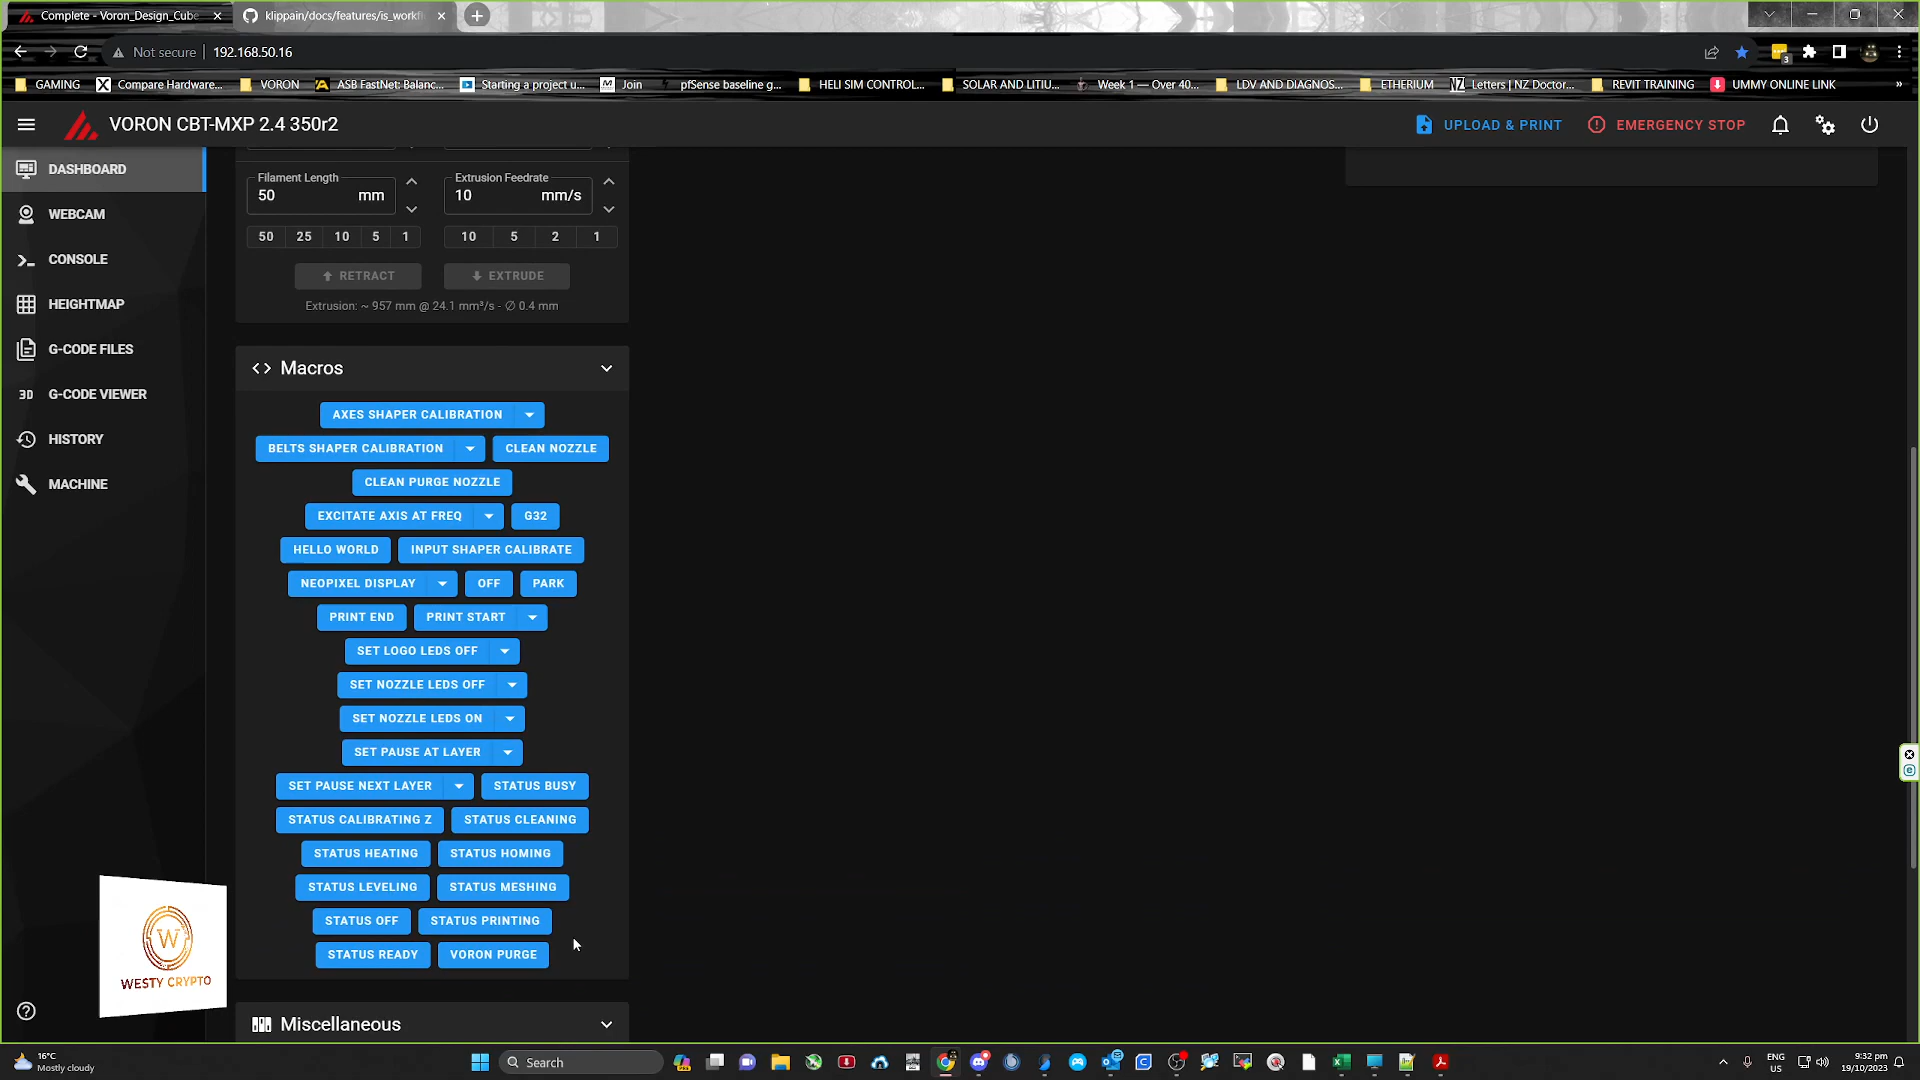 Complete - Voron_Design_Cube
klippain/docs/features/is_workfl
Not secure
192.168.50.16
3
GAMING
Compare Hardware...
VORON
ASB FastNet: Balanc...
Starting a project u...
Join
pfSense baseline g...
HELI SIM CONTROL...
SOLAR AND LITIU...
Week 1 — Over 40...
LDV AND DIAGNOS...
ETHERIUM
Letters | NZ Doctor...
REVIT TRAINING
UMMY ONLINE LINK
»
VORON CBT-MXP 2.4 350r2
UPLOAD & PRINT
EMERGENCY STOP
DASHBOARD
WEBCAM
CONSOLE
HEIGHTMAP
G-CODE FILES
3D G-CODE VIEWER
HISTORY
MACHINE
Filament Length
50 mm
Extrusion Feedrate
10 mm/s
50 25 10 5 1
10 5 2 1
RETRACT
EXTRUDE
Extrusion: ~ 957 mm @ 24.1 mm³/s - ∅ 0.4 mm
Macros
AXES SHAPER CALIBRATION
BELTS SHAPER CALIBRATION
CLEAN NOZZLE
CLEAN PURGE NOZZLE
EXCITATE AXIS AT FREQ
G32
HELLO WORLD
INPUT SHAPER CALIBRATE
NEOPIXEL DISPLAY
OFF
PARK
PRINT END
PRINT START
SET LOGO LEDS OFF
SET NOZZLE LEDS OFF
SET NOZZLE LEDS ON
SET PAUSE AT LAYER
SET PAUSE NEXT LAYER
STATUS BUSY
STATUS CALIBRATING Z
STATUS CLEANING
STATUS HEATING
STATUS HOMING
STATUS LEVELING
STATUS MESHING
STATUS OFF
STATUS PRINTING
STATUS READY
VORON PURGE
Miscellaneous
W
WESTY CRYPTO
16°C
Mostly cloudy
Search
ENG
US
9:32 pm
19/10/2023